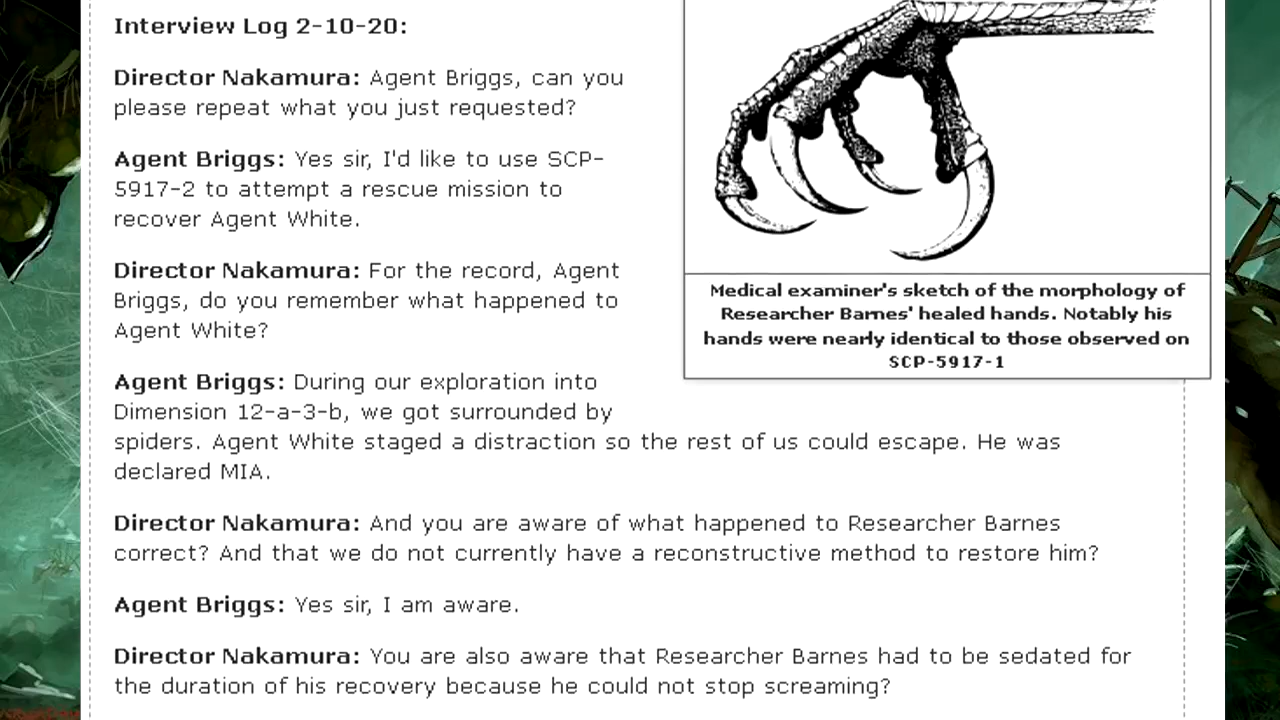 Interview Log 2-10-20:
Director Nakamura: Agent Briggs, can you
please repeat what you just requested?
Agent Briggs: Yes sir, I'd like to use SCP-
5917-2 to attempt a rescue mission to
recover Agent White.
Director Nakamura: For the record, Agent
Briggs, do you remember what happened to
Agent White?
Agent Briggs: During our exploration into
Dimension 12-a-3-b, we got surrounded by
spiders. Agent White staged a distraction so the rest of us could escape. He was
declared MIA.
Director Nakamura: And you are aware of what happened to Researcher Barnes
correct? And that we do not currently have a reconstructive method to restore him?
Agent Briggs: Yes sir, I am aware.
Director Nakamura: You are also aware that Researcher Barnes had to be sedated for
the duration of his recovery because he could not stop screaming?
Medical examiner's sketch of the morphology of
Researcher Barnes' healed hands. Notably his
hands were nearly identical to those observed on
SCP-5917-1